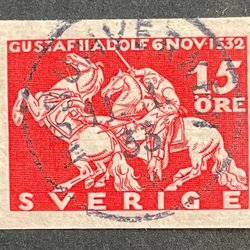 GUSTAF II ADOLF 6 NOV 1632
15
ÖRE
SVERIGE